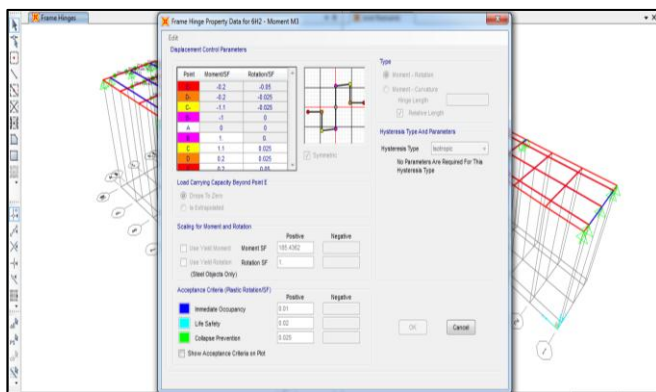 Frame Hinges
Frame Hinge Property Data for 6H2 - Moment M3
Edit
Displacement Control Parameters
Point Moment/SF Rotation/SF
E- -0.2 -0.05
D- -0.2 -0.025
C- -1.1 -0.025
B- -1 0
A 0 0
B 1. 0.
C 1.1 0.025
D 0.2 0.025
E 0.2 0.05
Symmetric
Type
Moment - Rotation
Moment - Curvature
Hinge Length
Relative Length
Hysteresis Type And Parameters
Hysteresis Type Isotropic
No Parameters Are Required For This
Hysteresis Type
Load Carrying Capacity Beyond Point E
Drops To Zero
Is Extrapolated
Scaling for Moment and Rotation
Positive Negative
Use Yield Moment Moment SF 185.4362
Use Yield Rotation Rotation SF 1.
(Steel Objects Only)
Acceptance Criteria (Plastic Rotation/SF)
Positive Negative
Immediate Occupancy 0.01
Life Safety 0.02
Collapse Prevention 0.025
Show Acceptance Criteria on Plot
OK Cancel